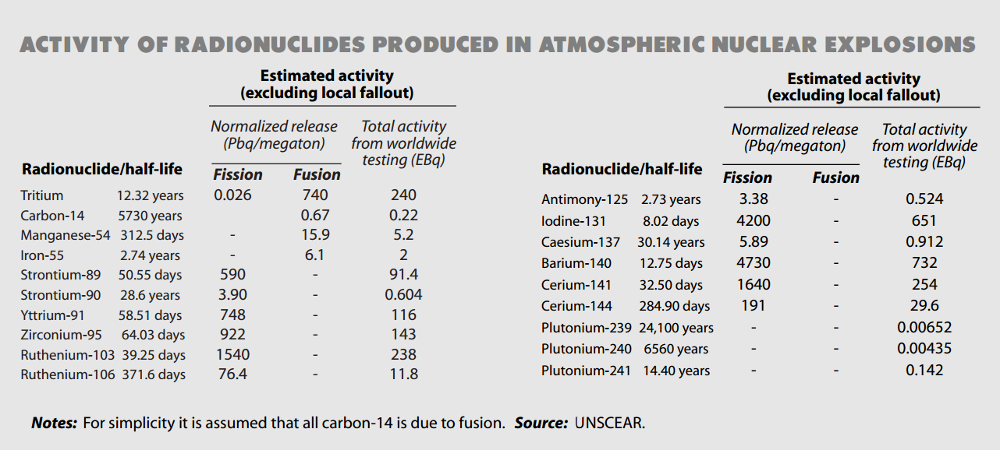 ACTIVITY OF RADIONUCLIDES PRODUCED IN ATMOSPHERIC NUCLEAR EXPLOSIONS
Estimated activity
(excluding local fallout)
Normalized release Total activity
(Pbq/megaton) from worldwide
testing (EBq)
Radionuclide/half-life
Fission Fusion
Tritium 12.32 years 0.026 740 240
Carbon-14 5730 years 0.67 0.22
Manganese-54 312.5 days - 15.9 5.2
Iron-55 2.74 years - 6.1 2
Strontium-89 50.55 days 590 - 91.4
Strontium-90 28.6 years 3.90 - 0.604
Yttrium-91 58.51 days 748 - 116
Zirconium-95 64.03 days 922 - 143
Ruthenium-103 39.25 days 1540 - 238
Ruthenium-106 371.6 days 76.4 - 11.8
Estimated activity
(excluding local fallout)
Normalized release Total activity
(Pbq/megaton) from worldwide
testing (EBq)
Radionuclide/half-life
Fission Fusion
Antimony-125 2.73 years 3.38 - 0.524
Iodine-131 8.02 days 4200 - 651
Caesium-137 30.14 years 5.89 - 0.912
Barium-140 12.75 days 4730 - 732
Cerium-141 32.50 days 1640 - 254
Cerium-144 284.90 days 191 - 29.6
Plutonium-239 24,100 years - - 0.00652
Plutonium-240 6560 years - - 0.00435
Plutonium-241 14.40 years - - 0.142
Notes: For simplicity it is assumed that all carbon-14 is due to fusion. Source: UNSCEAR.